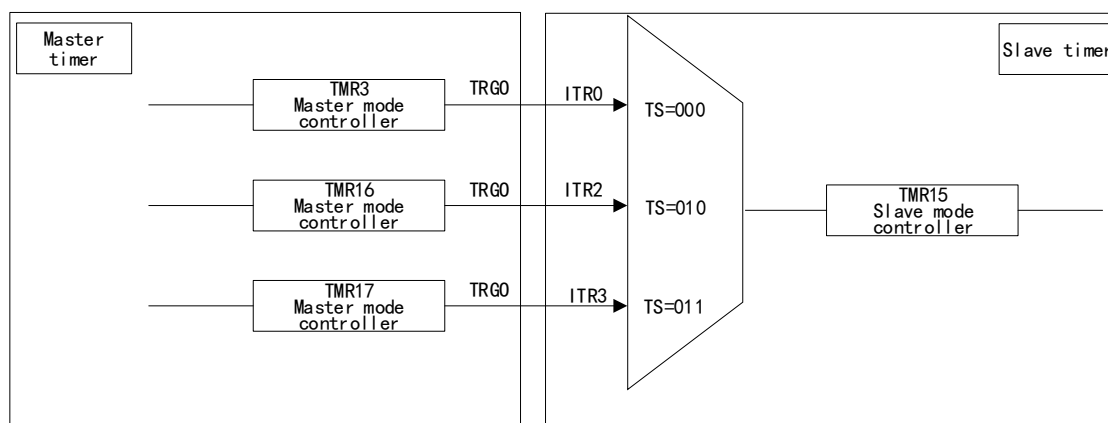 Master
timer
Slave timer
TMR3
Master mode
controller
TRGO
ITR0
TS=000
TMR16
Master mode
controller
TRGO
ITR2
TS=010
TMR15
Slave mode
controller
TMR17
Master mode
controller
TRGO
ITR3
TS=011